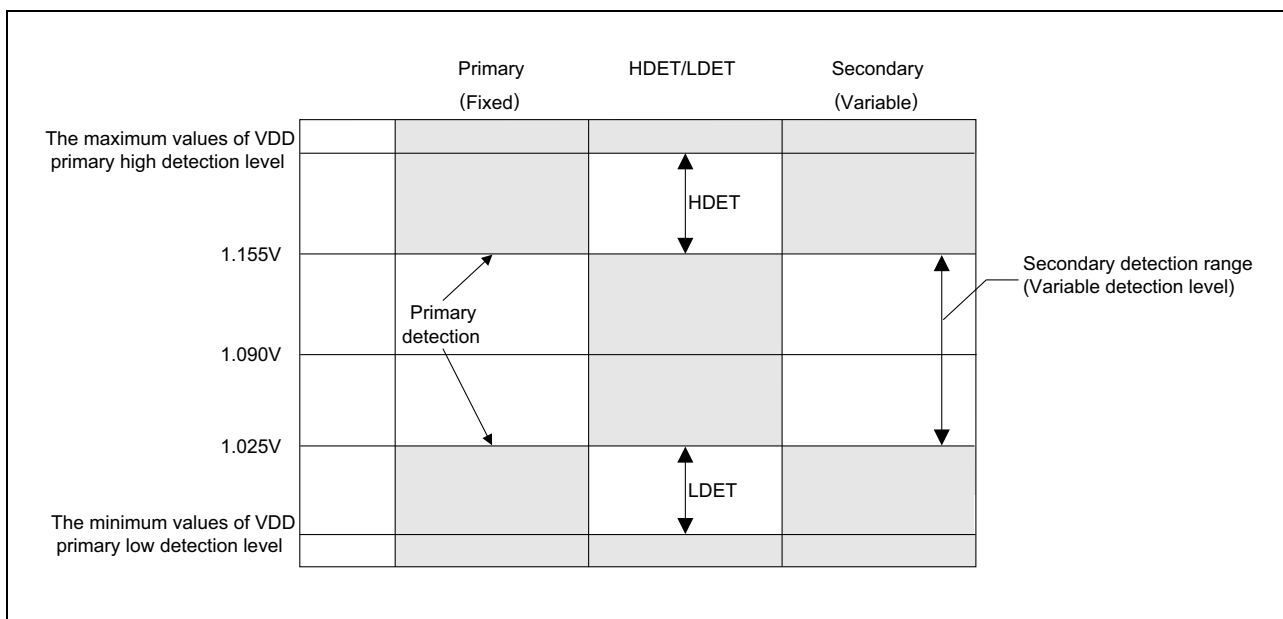 Primary
(Fixed)
HDET/LDET
Secondary
(Variable)
The maximum values of VDD
primary high detection level
HDET
1.155V
Secondary detection range
(Variable detection level)
Primary
detection
1.090V
1.025V
LDET
The minimum values of VDD
primary low detection level